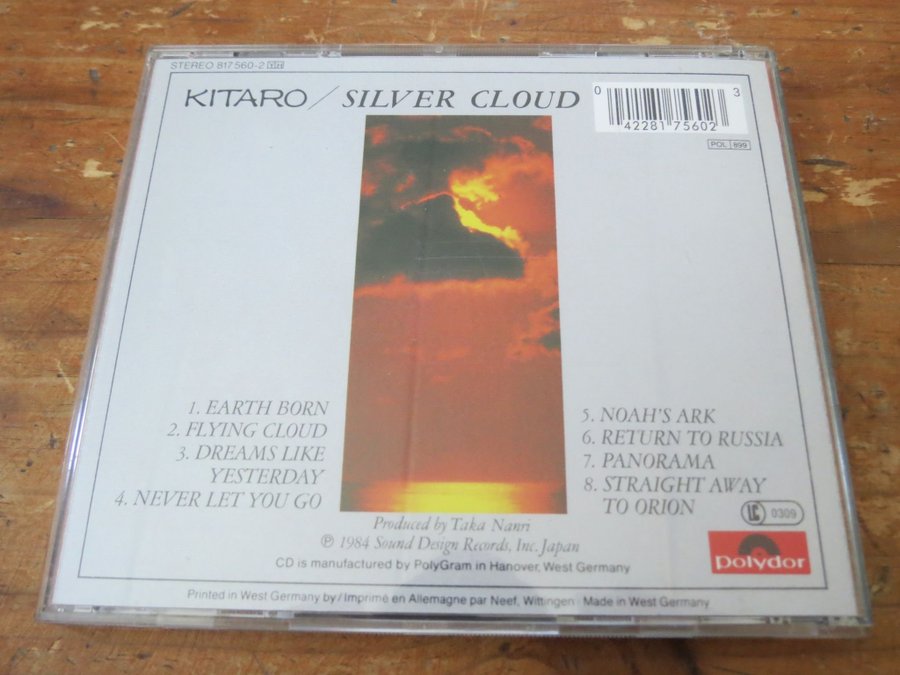 STEREO 817 560-2 DH
KITARO / SILVER CLOUD
0 42281 75602 3
POL 899
1. EARTH BORN
2. FLYING CLOUD
3. DREAMS LIKE
YESTERDAY
4. NEVER LET YOU GO
5. NOAH'S ARK
6. RETURN TO RUSSIA
7. PANORAMA
8. STRAIGHT AWAY
TO ORION
LC 0309
Produced by Taka Nanri
℗ 1984 Sound Design Records, Inc. Japan
CD is manufactured by PolyGram in Hanover, West Germany
polydor
Printed in West Germany by/Imprimé en Allemagne par Neef, Wittingen Made in West Germany